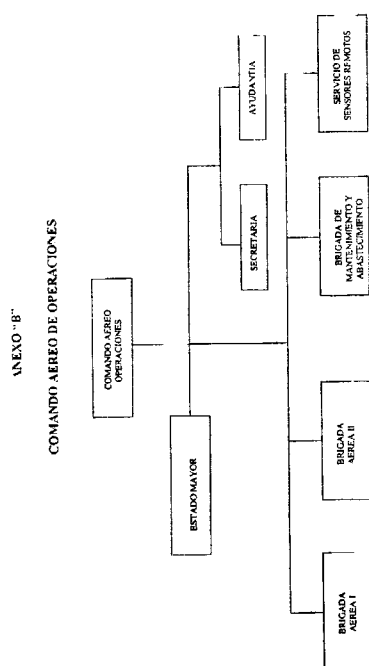 ANEXO "B"
COMANDO AEREO DE OPERACIONES
COMANDO AEREO
OPERACIONES
ESTADO MAYOR
SECRETARIA
AYUDANTIA
BRIGADA
AEREA I
BRIGADA
AEREA II
BRIGADA DE
MANTENIMIENTO Y
ABASTECIMIENTO
SERVICIO DE
SENSORES REMOTOS